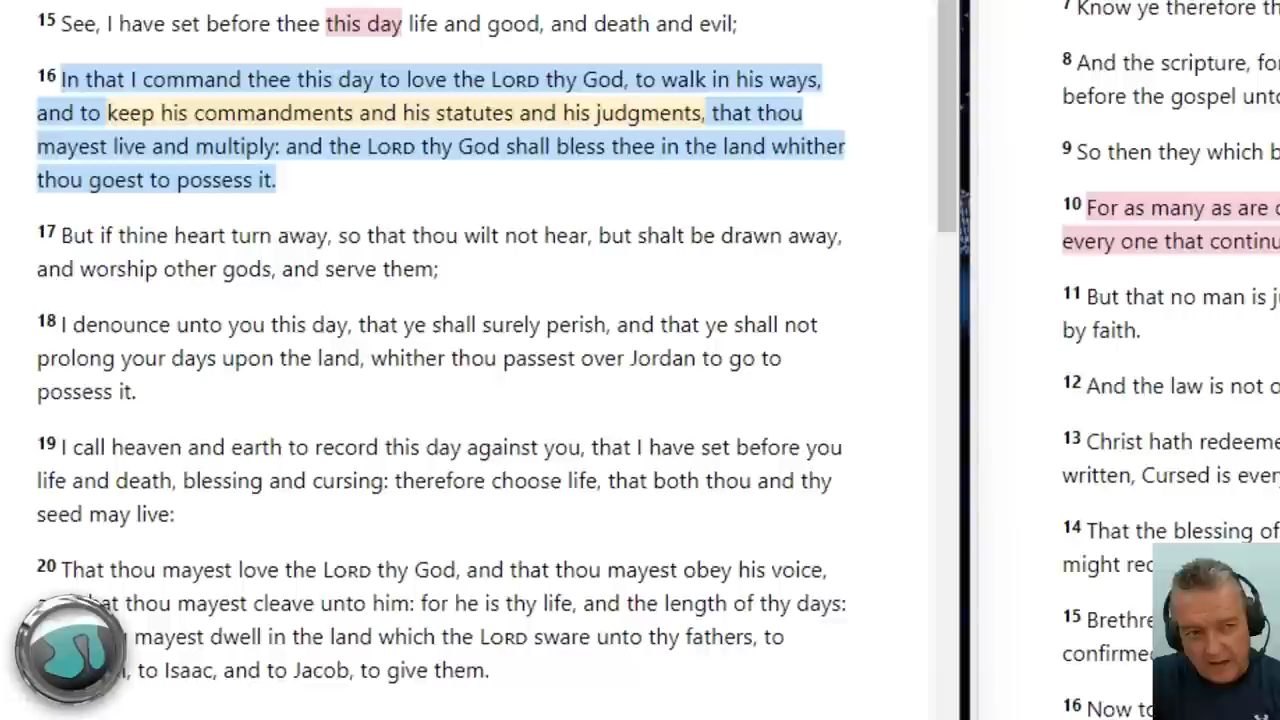 15 See, I have set before thee this day life and good, and death and evil;
16 In that I command thee this day to love the LORD thy God, to walk in his ways,
and to keep his commandments and his statutes and his judgments, that thou
mayest live and multiply: and the LORD thy God shall bless thee in the land whither
thou goest to possess it.
17 But if thine heart turn away, so that thou wilt not hear, but shalt be drawn away,
and worship other gods, and serve them;
18 I denounce unto you this day, that ye shall surely perish, and that ye shall not
prolong your days upon the land, whither thou passest over Jordan to go to
possess it.
19 I call heaven and earth to record this day against you, that I have set before you
life and death, blessing and cursing: therefore choose life, that both thou and thy
seed may live:
20 That thou mayest love the LORD thy God, and that thou mayest obey his voice,
thou mayest cleave unto him: for he is thy life, and the length of thy days:
mayest dwell in the land which the LORD sware unto thy fathers, to
to Isaac, and to Jacob, to give them.
7 Know ye therefore
8 And the scripture,
before the gospel
9 So then they which
10 For as many as are
every one that
11 But that no man is
by faith.
12 And the law is not
13 Christ hath
written, Cursed is
14 That the blessing of
might
15
16 Now